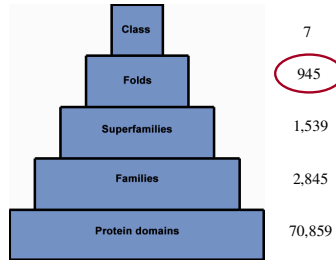 Class 7
Folds 945
Superfamilies 1,539
Families 2,845
Protein domains 70,859